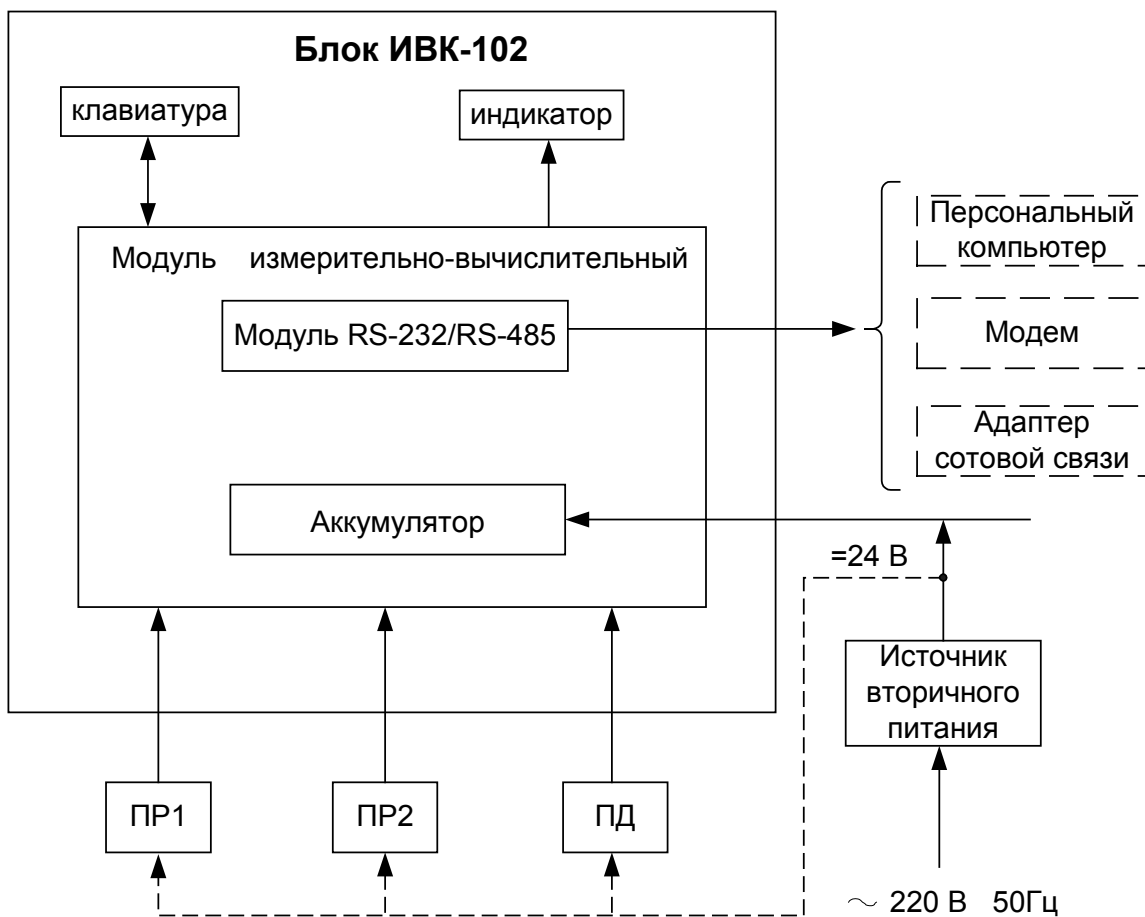 Блок ИВК-102
клавиатура
индикатор
Модуль измерительно-вычислительный
Модуль RS-232/RS-485
Персональный
компьютер
Модем
Адаптер
сотовой связи
Аккумулятор
=24 В
Источник
вторичного
питания
ПР1
ПР2
ПД
~ 220 В 50Гц